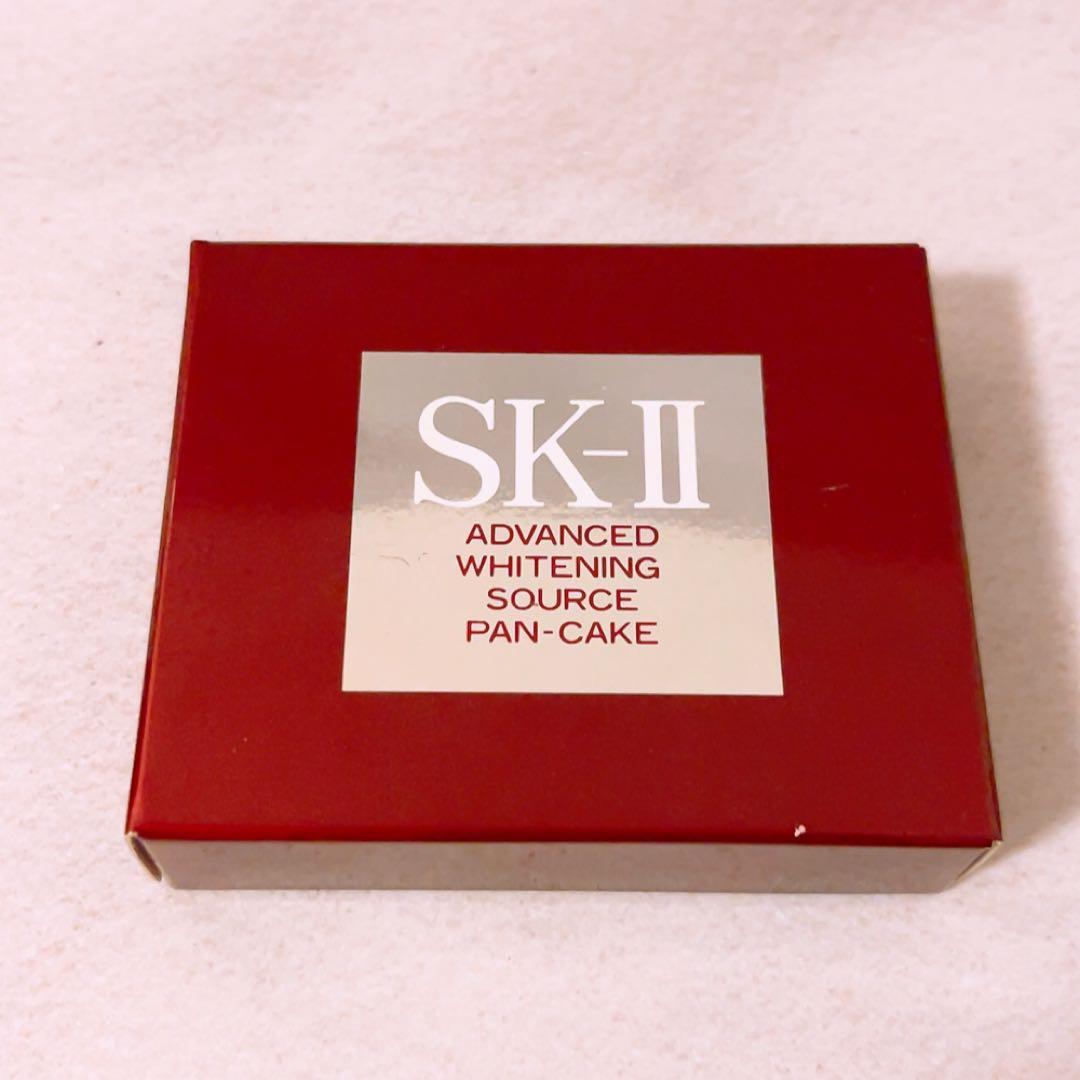 SK-II
ADVANCED
WHITENING
SOURCE
PAN-CAKE